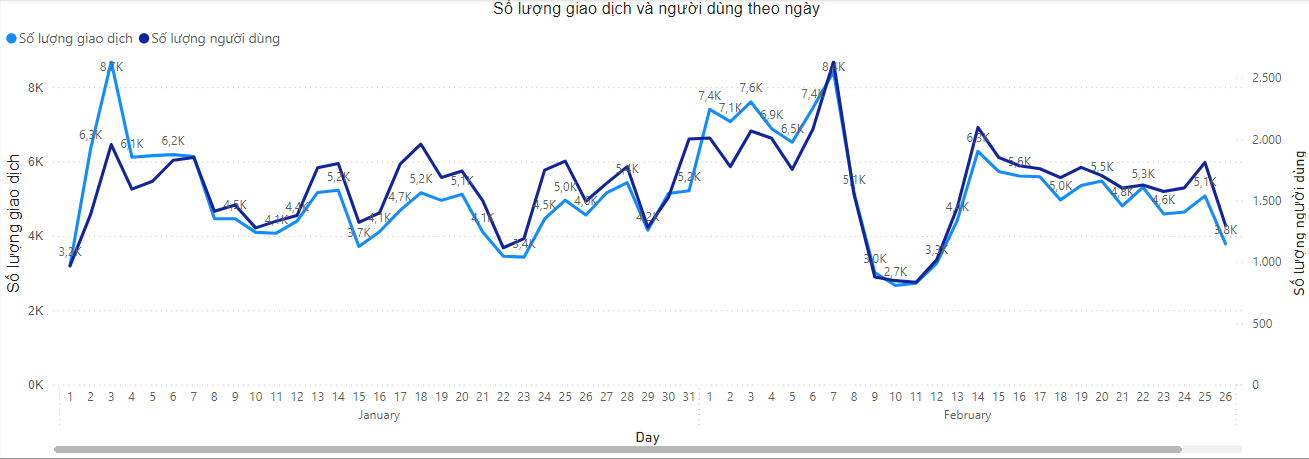 Số lượng giao dịch và người dùng theo ngày
Số lượng giao dịch Số lượng người dùng
Số lượng giao dịch
8K
6K
4K
2K
0K
2.500
2.000
1.500
1.000
500
0
Số lượng người dùng
3,2K 6,3K 8,7K 6,1K 6,2K 4,5K 4,1K 4,4K 5,2K 3,7K 4,1K 4,7K 5,2K 5,1K 4,1K 3,4K 4,5K 5,0K 4,6K 5,4K 4,2K 5,2K 7,4K 7,1K 7,6K 6,9K 6,5K 7,4K 8,4K 5,1K 3,0K 2,7K 3,3K 4,4K 6,3K 5,6K 5,0K 5,5K 4,8K 5,3K 4,6K 5,1K 3,8K
1 2 3 4 5 6 7 8 9 10 11 12 13 14 15 16 17 18 19 20 21 22 23 24 25 26 27 28 29 30 31 1 2 3 4 5 6 7 8 9 10 11 12 13 14 15 16 17 18 19 20 21 22 23 24 25 26
January February
Day